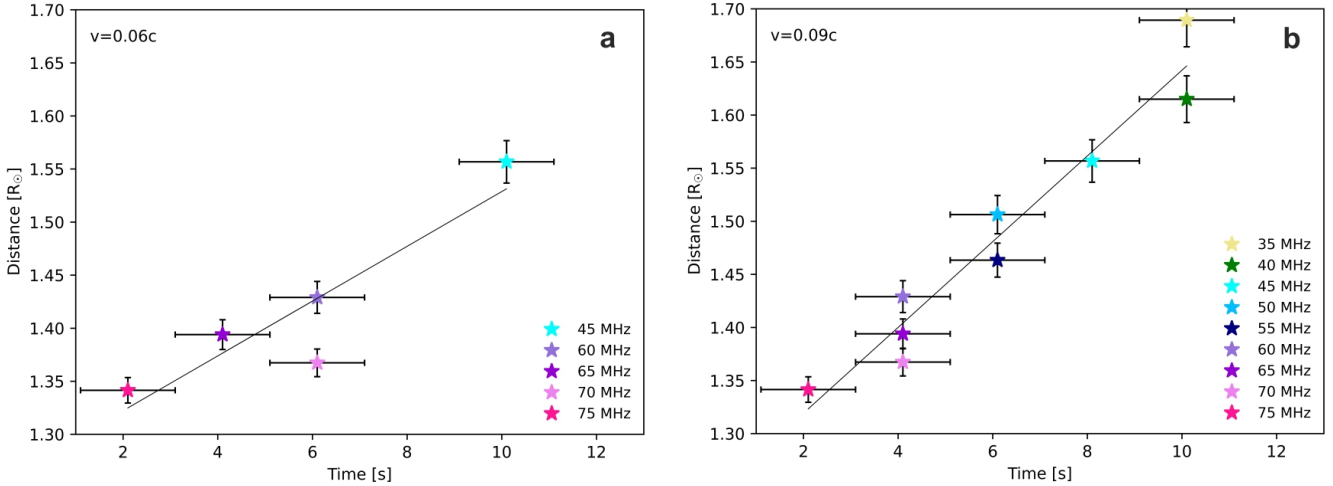 v=0.06c
a
Distance [R☉]
1.70
1.65
1.60
1.55
1.50
1.45
1.40
1.35
1.30
45 MHz
60 MHz
65 MHz
70 MHz
75 MHz
2
4
6
8
10
12
Time [s]
v=0.09c
b
Distance [R☉]
1.70
1.65
1.60
1.55
1.50
1.45
1.40
1.35
1.30
35 MHz
40 MHz
45 MHz
50 MHz
55 MHz
60 MHz
65 MHz
70 MHz
75 MHz
2
4
6
8
10
12
Time [s]